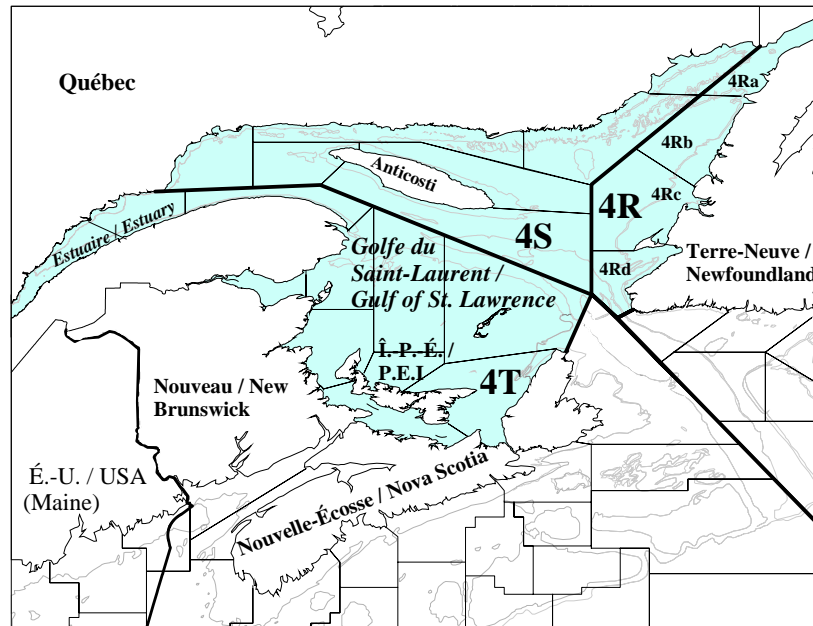 Québec
4Ra
4Rb
Anticosti
4Rc
4R
Estuaire / Estuary
4S
Golfe du
Saint-Laurent /
Gulf of St. Lawrence
4Rd
Terre-Neuve /
Newfoundland
Î.-P.-É. /
P.E.I.
4T
Nouveau / New
Brunswick
É.-U. / USA
(Maine)
Nouvelle-Écosse / Nova Scotia